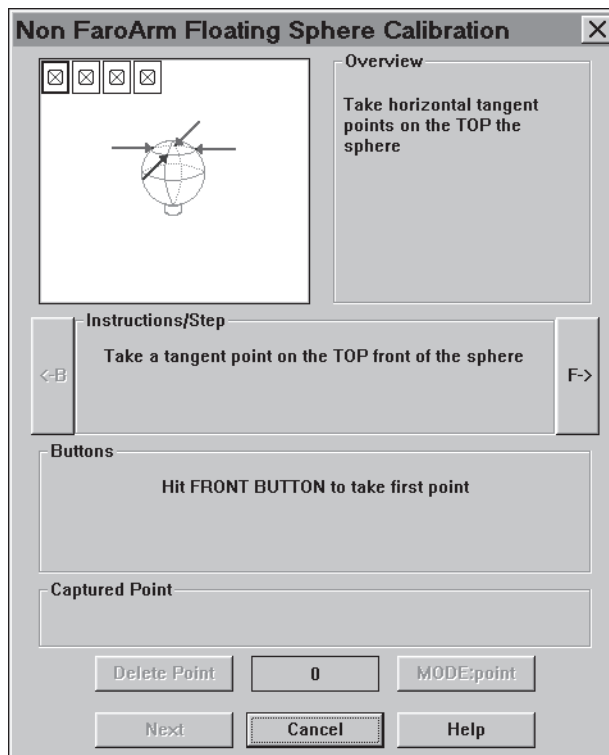 Non FaroArm Floating Sphere Calibration
Overview
Take horizontal tangent
points on the TOP the
sphere
Instructions/Step
<-B
Take a tangent point on the TOP front of the sphere
F->
Buttons
Hit FRONT BUTTON to take first point
Captured Point
Delete Point
0
MODE:point
Next
Cancel
Help